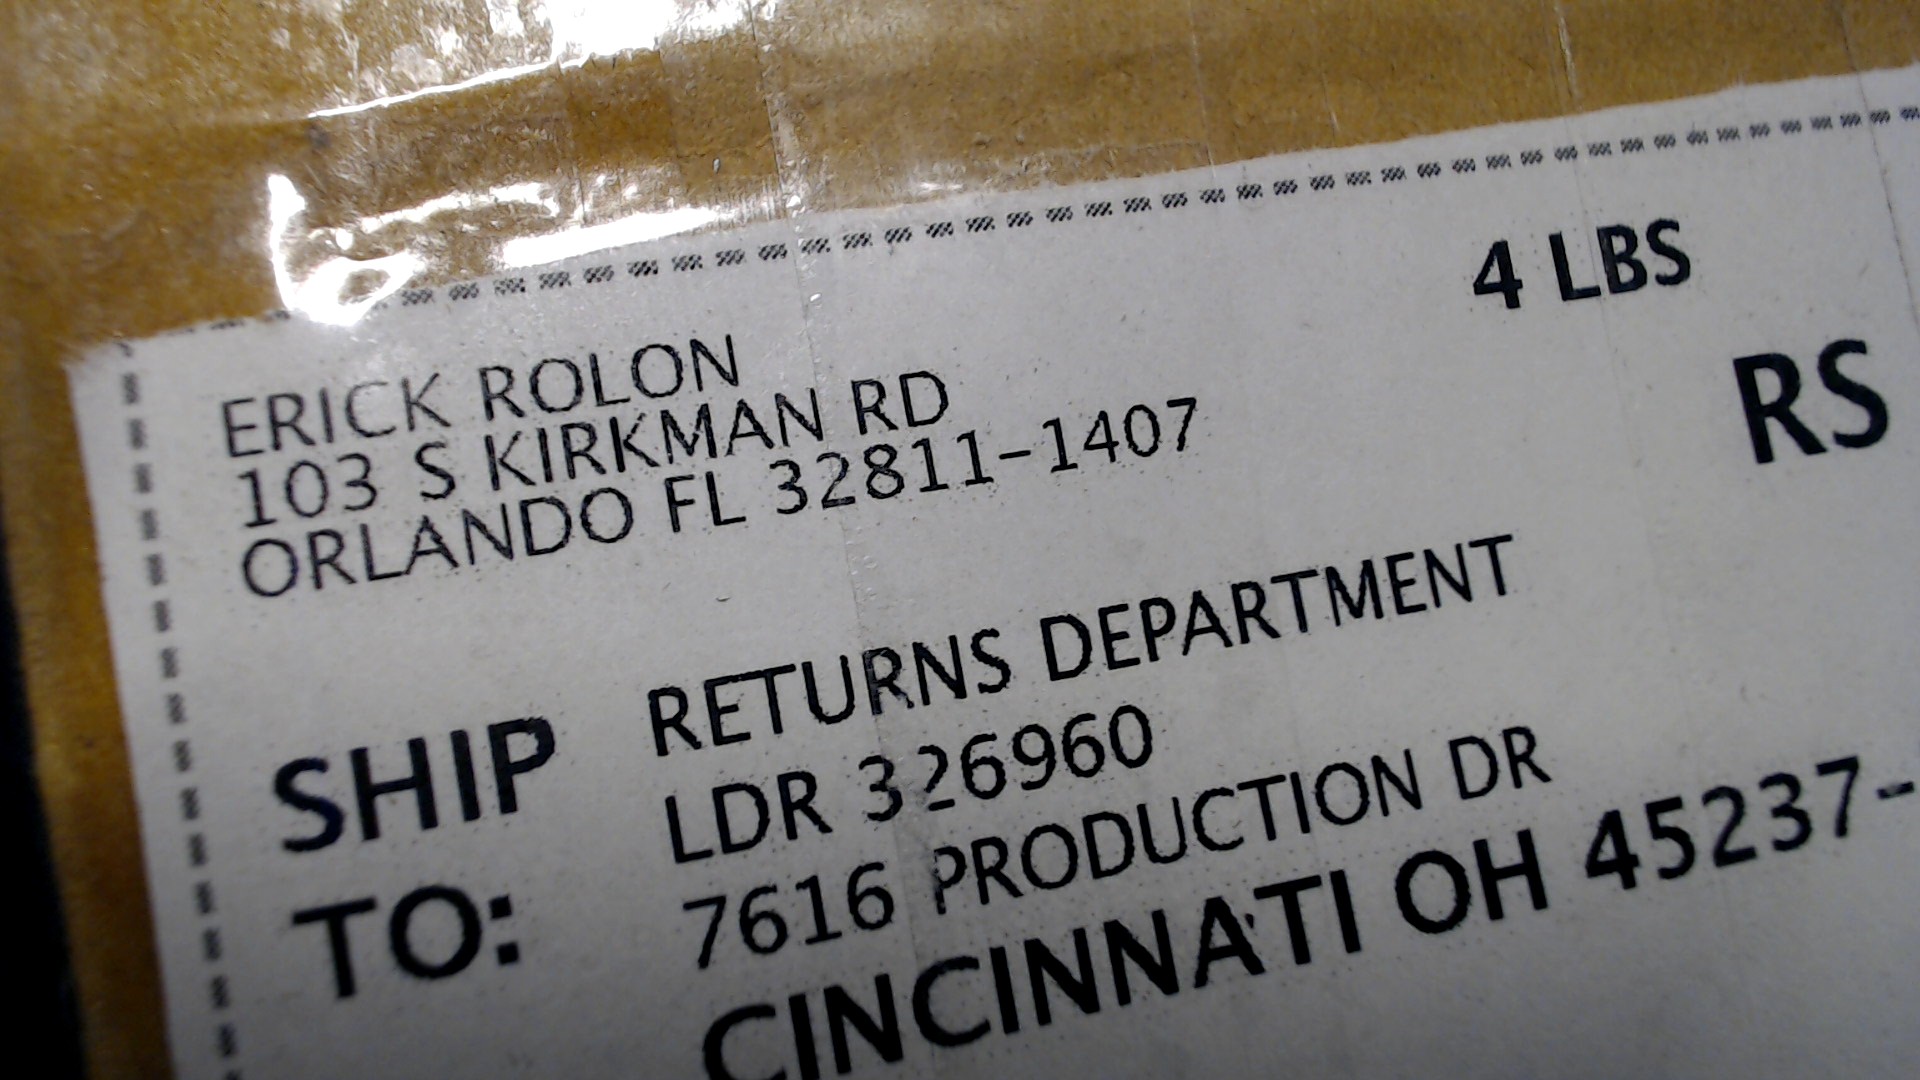 4 LBS
RS
ERICK ROLON
103 S KIRKMAN RD
ORLANDO FL 32811-1407
SHIP
TO:
RETURNS DEPARTMENT
LDR 326960
7616 PRODUCTION DR
CINCINNATI OH 45237-